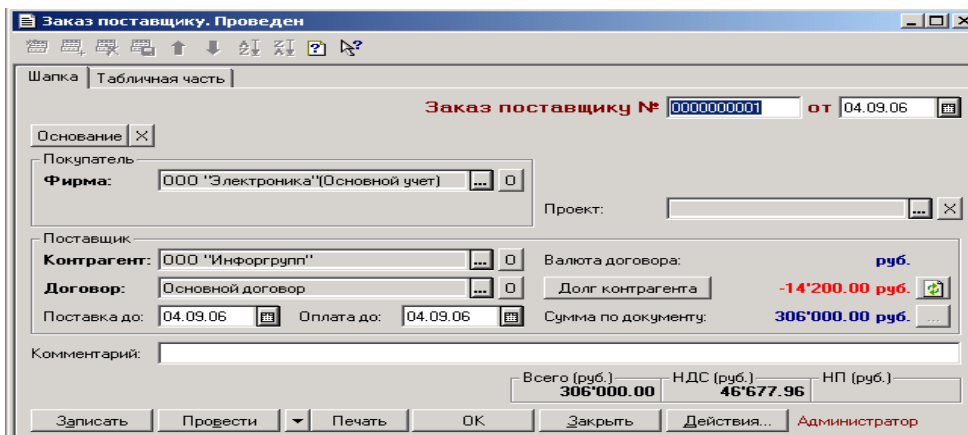 Заказ поставщику. Проведен
Шапка Табличная часть
Заказ поставщику № 0000000001 от 04.09.06
Основание
Покупатель
Фирма: ООО "Электроника"(Основной учет) ... О
Проект: ...
Поставщик
Контрагент: ООО "Инфоргрупп" ... О Валюта договора: руб.
Договор: Основной договор ... О Долг контрагента -14'200.00 руб.
Поставка до: 04.09.06 Оплата до: 04.09.06 Сумма по документу: 306'000.00 руб. ...
Комментарий:
Всего (руб.) НДС (руб.) НП (руб.)
306'000.00 46'677.96
Записать Провести Печать OK Закрыть Действия... Администратор